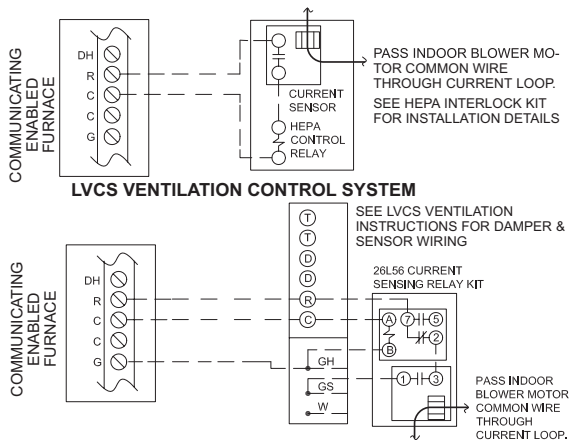 COMMUNICATING
ENABLED
FURNACE
DH
R
C
C
G
CURRENT
SENSOR
HEPA
CONTROL
RELAY
PASS INDOOR BLOWER MO-
TOR COMMON WIRE
THROUGH CURRENT LOOP.
SEE HEPA INTERLOCK KIT
FOR INSTALLATION DETAILS
LVCS VENTILATION CONTROL SYSTEM
COMMUNICATING
ENABLED
FURNACE
DH
R
C
C
G
T
T
D
D
R
C
GH
GS
W
SEE LVCS VENTILATION
INSTRUCTIONS FOR DAMPER &
SENSOR WIRING
26L56 CURRENT
SENSING RELAY KIT
A 7 5
2
B
1 3
PASS INDOOR
BLOWER MOTOR
COMMON WIRE
THROUGH
CURRENT LOOP.